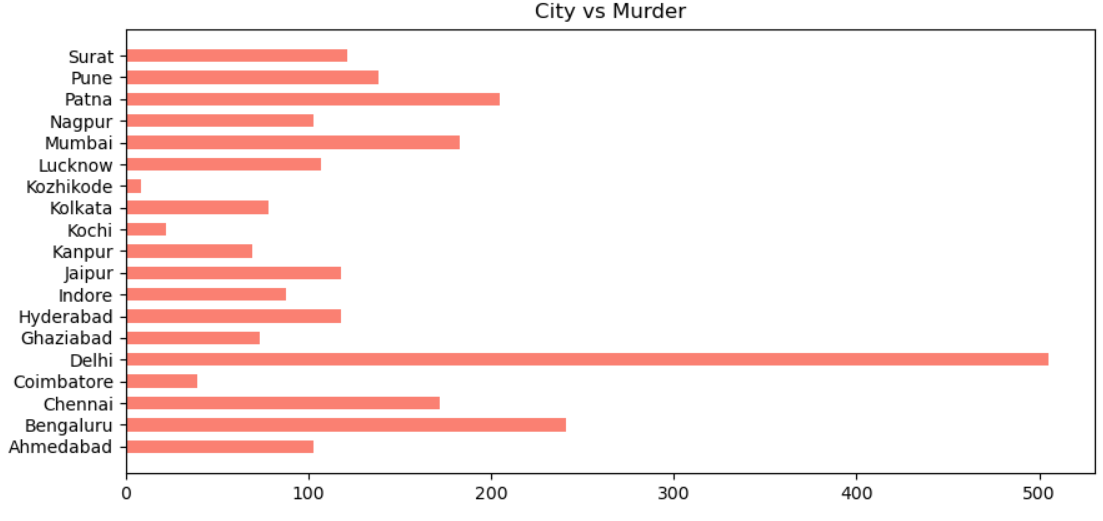 City vs Murder
Surat
Pune
Patna
Nagpur
Mumbai
Lucknow
Kozhikode
Kolkata
Kochi
Kanpur
Jaipur
Indore
Hyderabad
Ghaziabad
Delhi
Coimbatore
Chennai
Bengaluru
Ahmedabad
0 100 200 300 400 500